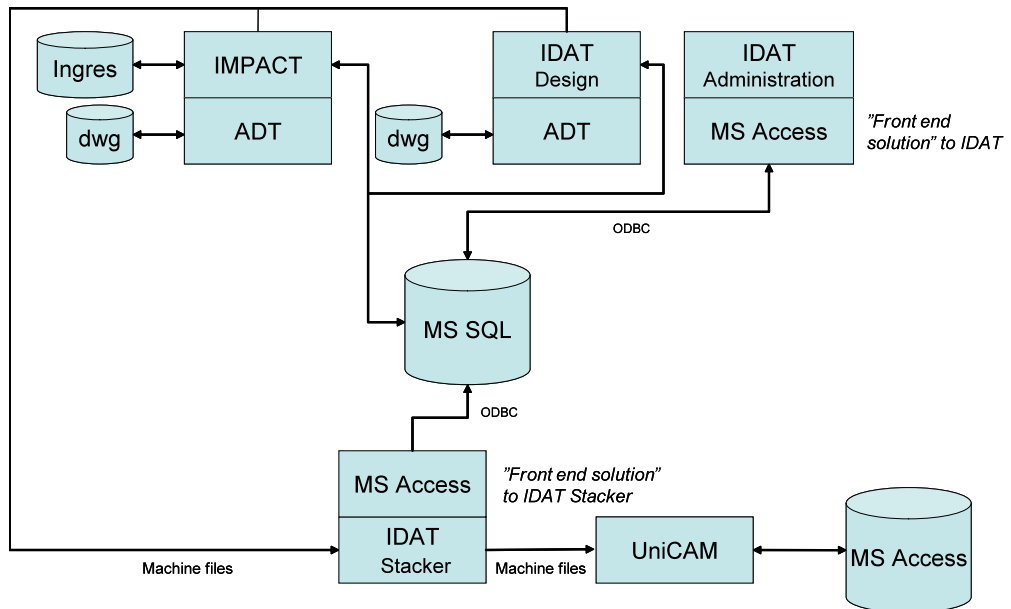 Ingres
IMPACT
dwg
ADT
IDAT
Design
dwg
ADT
IDAT
Administration
MS Access
"Front end
solution" to IDAT
ODBC
MS SQL
ODBC
MS Access
"Front end solution"
to IDAT Stacker
IDAT
Stacker
Machine files
Machine files
UniCAM
MS Access